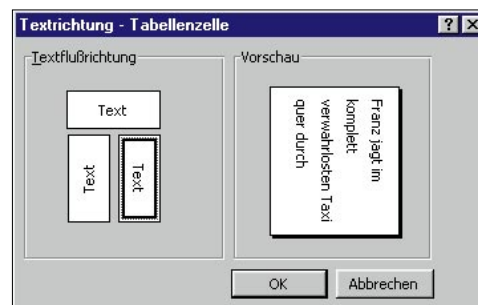 Textrichtung - Tabellenzelle
Textflußrichtung
Text
Text
Text
Vorschau
Franz jagt im
komplett
verwahrlosten Taxi
quer durch
OK
Abbrechen